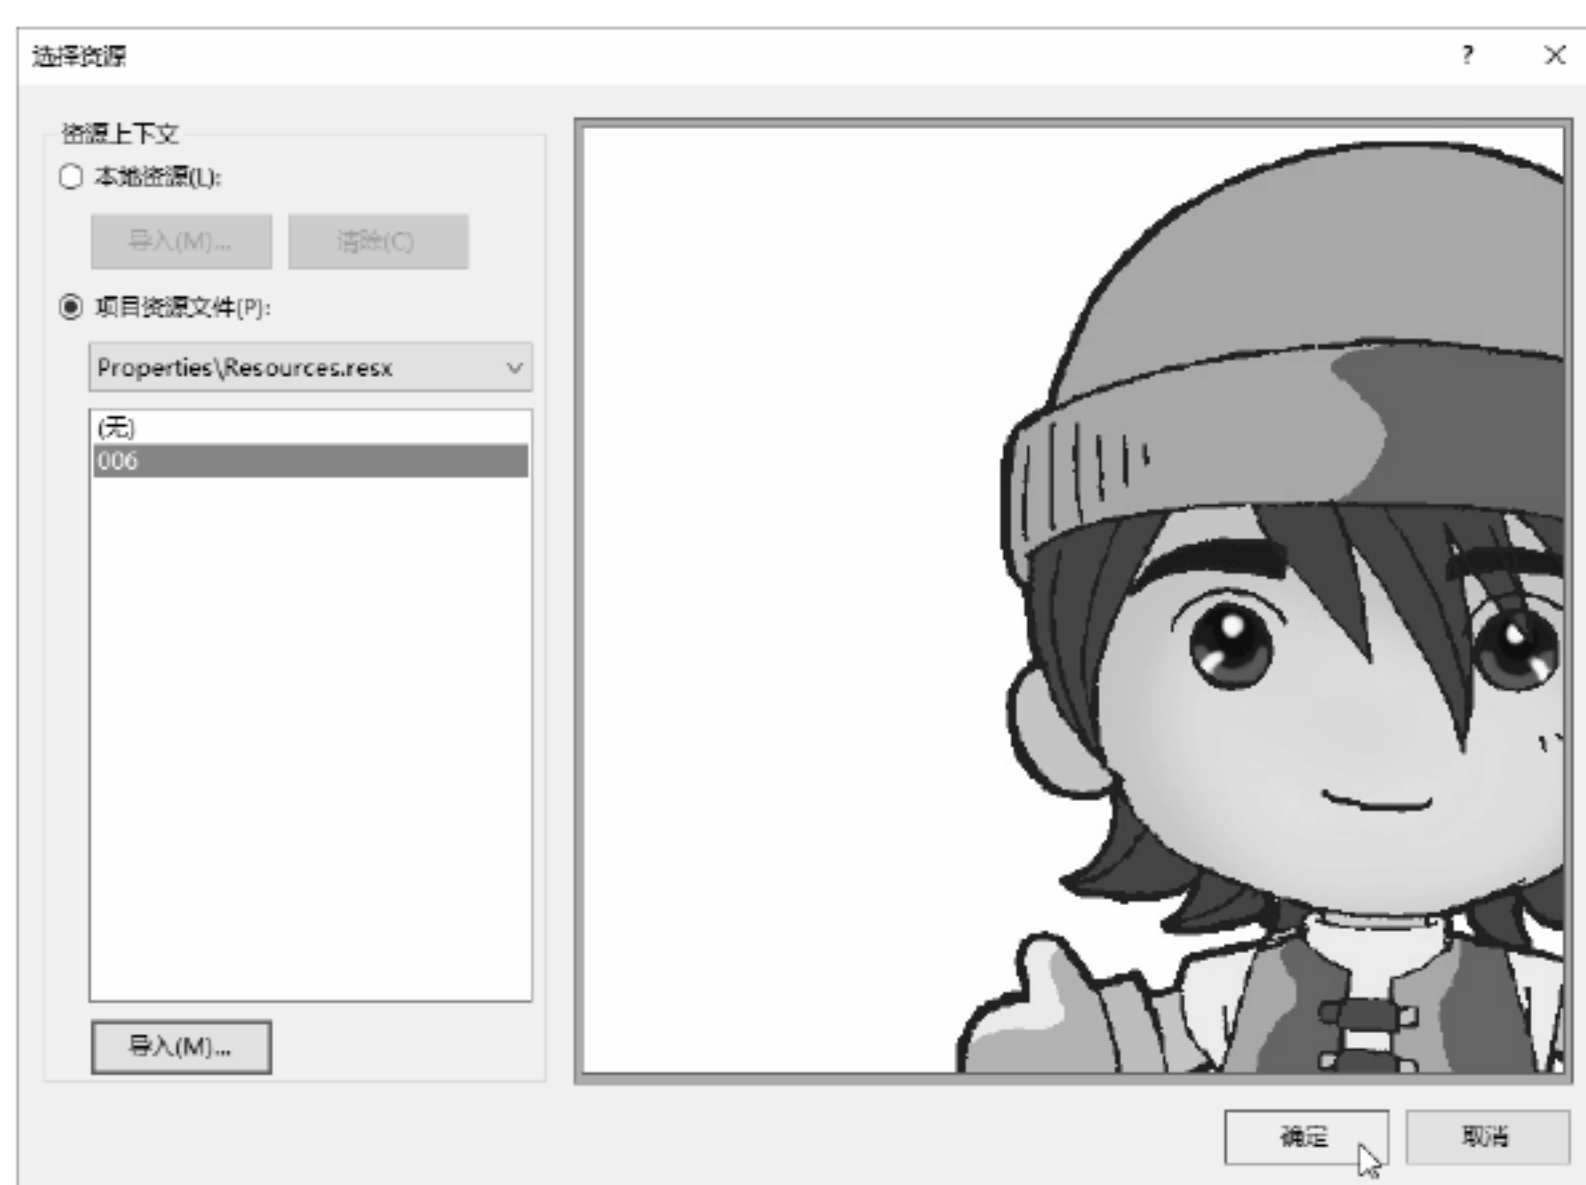 选择资源
?
资源上下文
本地资源(L):
导入(M)... 清除(C)
项目资源文件(P):
Properties\Resources.resx
(无)
006
导入(M)...
确定 取消